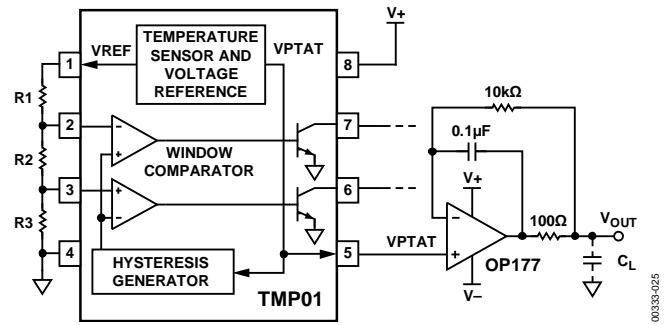 TEMPERATURE
SENSOR AND
VOLTAGE
REFERENCE
VREF
VPTAT
1
R1
2
R2
3
R3
4
8
V+
7
WINDOW
COMPARATOR
6
5
VPTAT
HYSTERESIS
GENERATOR
TMP01
–
+
+
–
10kΩ
0.1µF
V+
–
+
100Ω
VOUT
OP177
V–
CL
00333-025